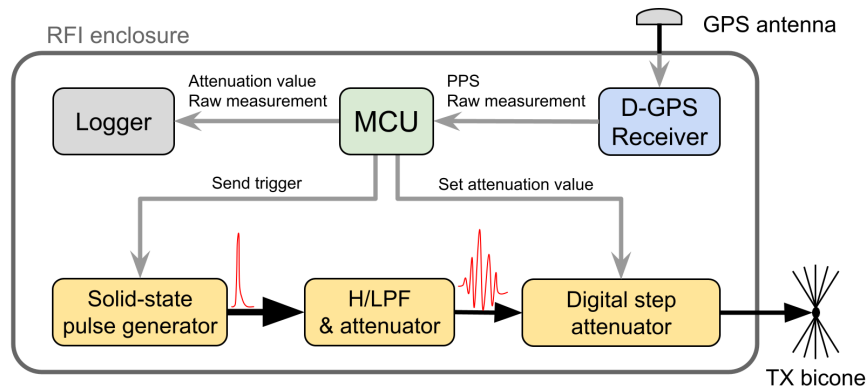 RFI enclosure
GPS antenna
Attenuation value
Raw measurement
PPS
Raw measurement
Logger
MCU
D-GPS
Receiver
Send trigger
Set attenuation value
Solid-state
pulse generator
H/LPF
& attenuator
Digital step
attenuator
TX bicone